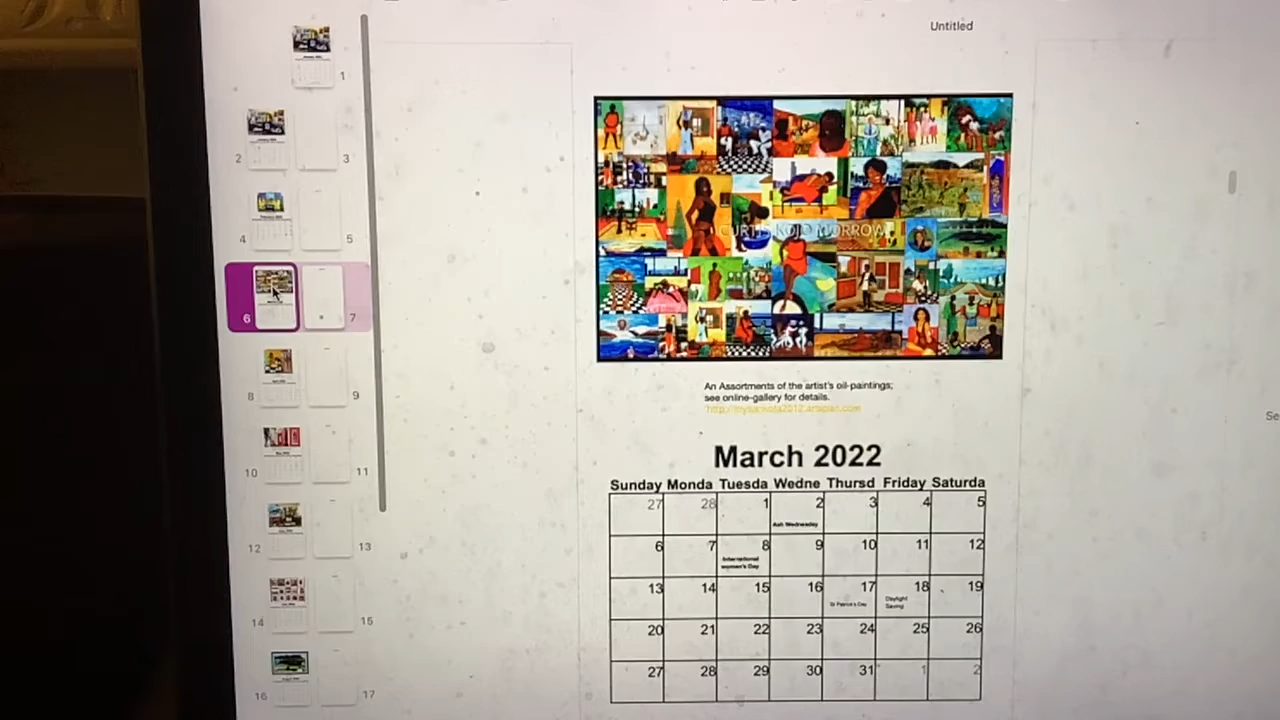 Untitled
1
2
3
4
5
6
7
8
9
10
11
12
13
14
15
16
17
CURTIS KOJO MORROW
An Assortments of the artist's oil-paintings;
see online-gallery for details.
March 2022
Sunday Monda Tuesda Wedne Thursd Friday Saturda
27 28 1 2 3 4 5
Ash Wednesday
6 7 8 9 10 11 12
International
women's Day
13 14 15 16 17 18 19
St Patrick's Day
Daylight
Saving
20 21 22 23 24 25 26
27 28 29 30 31 1 2
Se